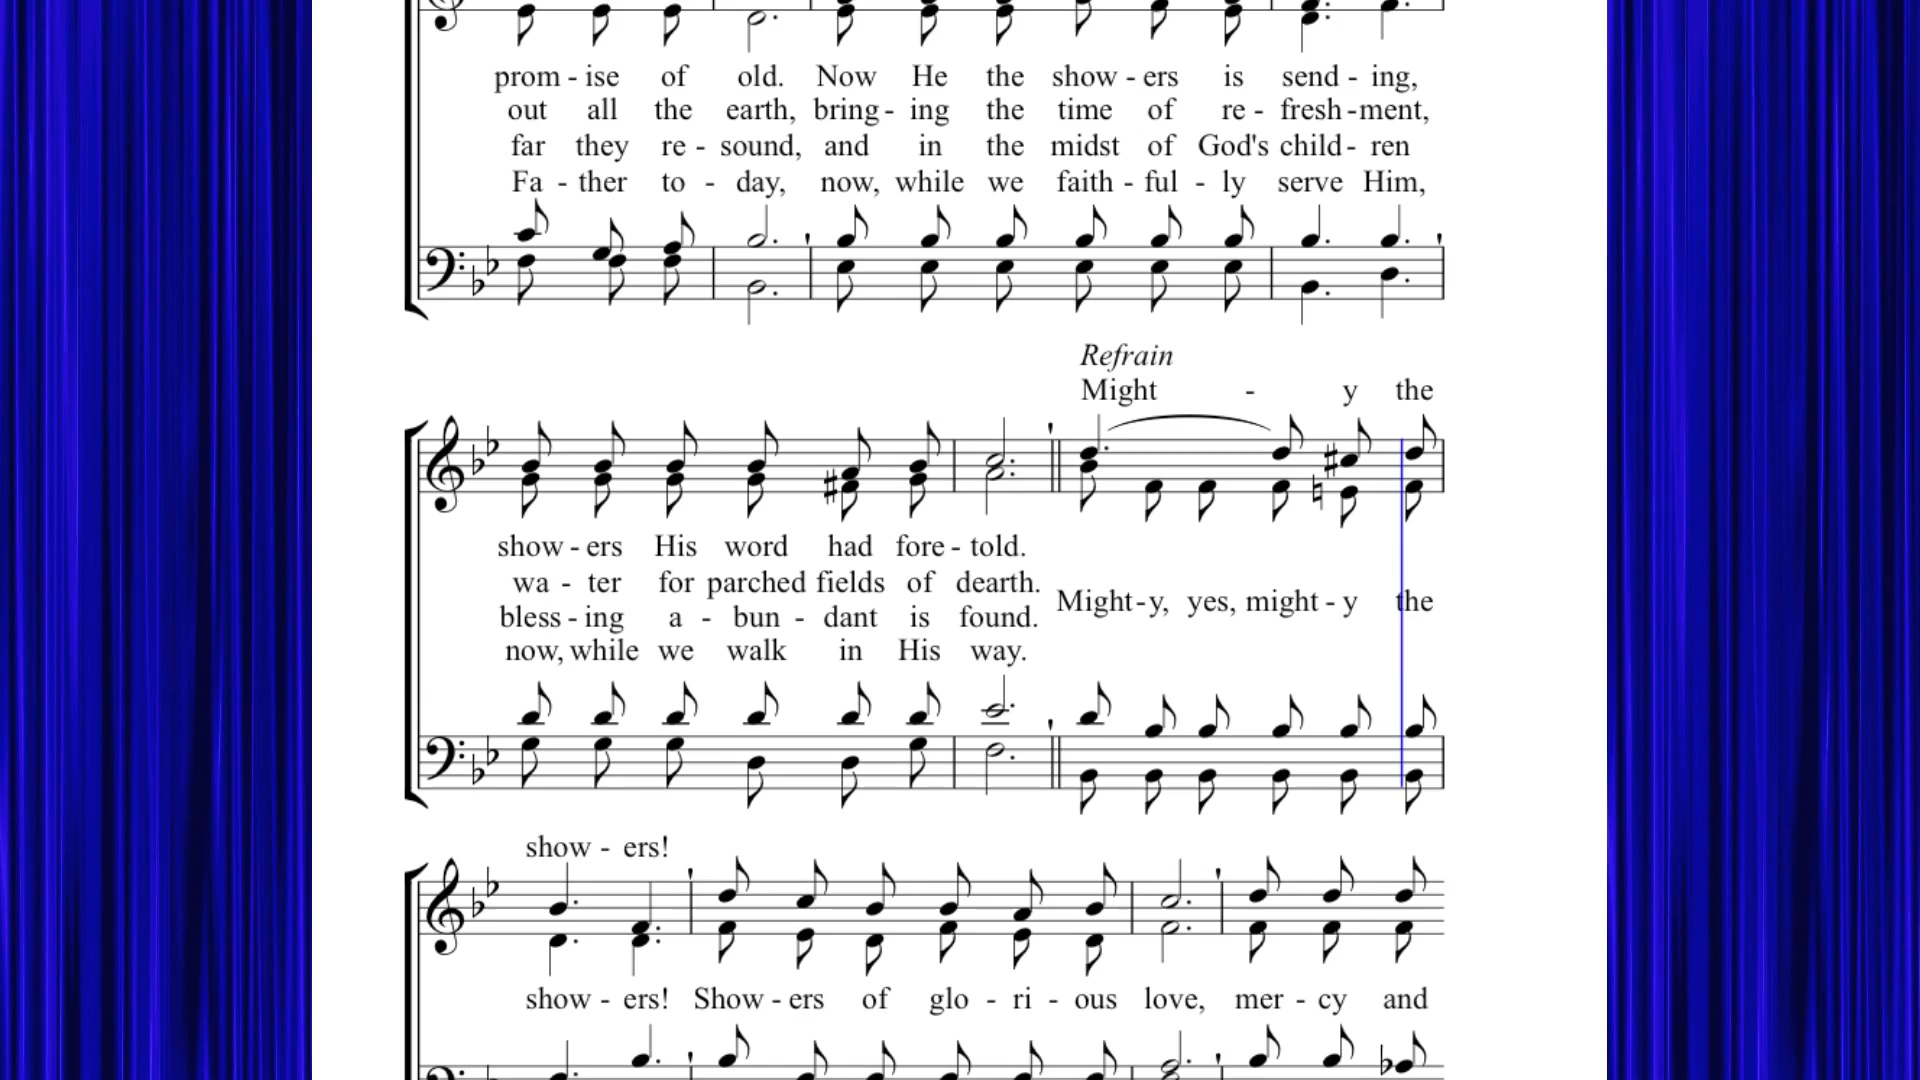 prom - ise of old. Now He the show - ers is send - ing,
out all the earth, bring - ing the time of re - fresh - ment,
far they re - sound, and in the midst of God's child - ren
Fa - ther to - day, now, while we faith - ful - ly serve Him,
Refrain
Might - y the
show - ers His word had fore - told.
wa - ter for parched fields of dearth.
bless - ing a - bun - dant is found.
now, while we walk in His way.
Might - y, yes, might - y the
show - ers!
show - ers! Show - ers of glo - ri - ous love, mer - cy and